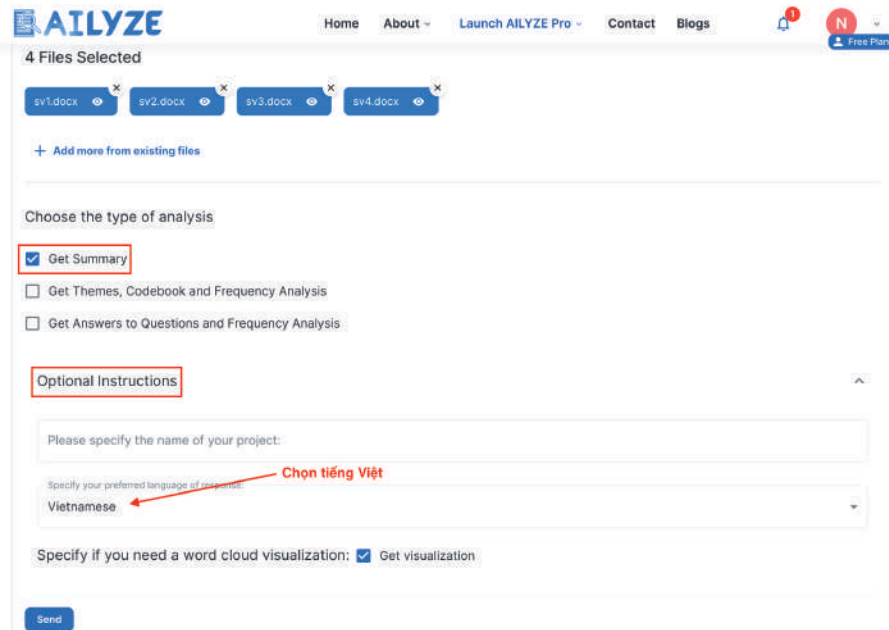 AILYZE
Home About Launch AILYZE Pro Contact Blogs 1 N
Free Plan
4 Files Selected
sv1.docx sv2.docx sv3.docx sv4.docx
+ Add more from existing files
Choose the type of analysis
Get Summary
Get Themes, Codebook and Frequency Analysis
Get Answers to Questions and Frequency Analysis
Optional Instructions
Please specify the name of your project:
Chọn tiếng Việt
Specify your preferred language of response:
Vietnamese
Specify if you need a word cloud visualization: Get visualization
Send